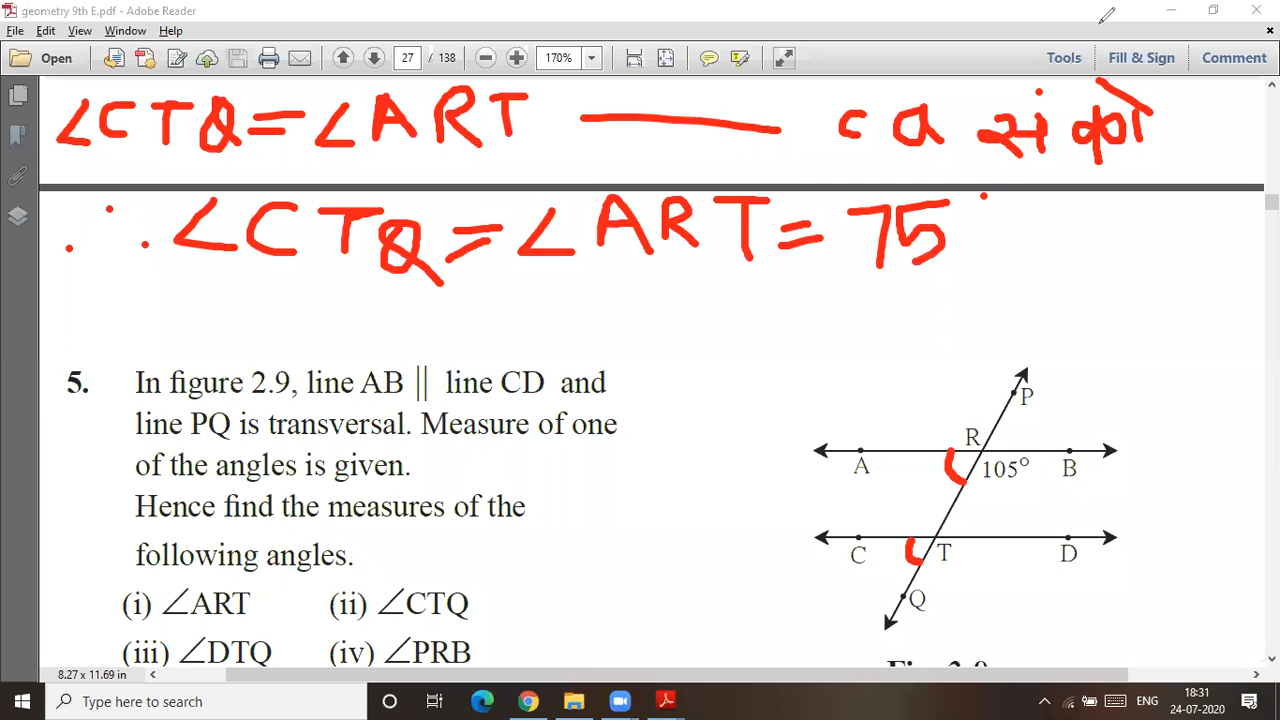 geometry 9th E.pdf - Adobe Reader
File Edit View Window Help
Open 27 / 138 170% Tools Fill & Sign Comment
∠CTQ = ∠ART — सं
∴ ∠CTQ = ∠ART = 75°
5. In figure 2.9, line AB || line CD and
line PQ is transversal. Measure of one
of the angles is given.
Hence find the measures of the
following angles.
(i) ∠ART (ii) ∠CTQ
(iii) ∠DTQ (iv) ∠PRB
P
R
A 105° B
C T D
Q
8.27 x 11.69 in
Type here to search
ENG
18:31
24-07-2020